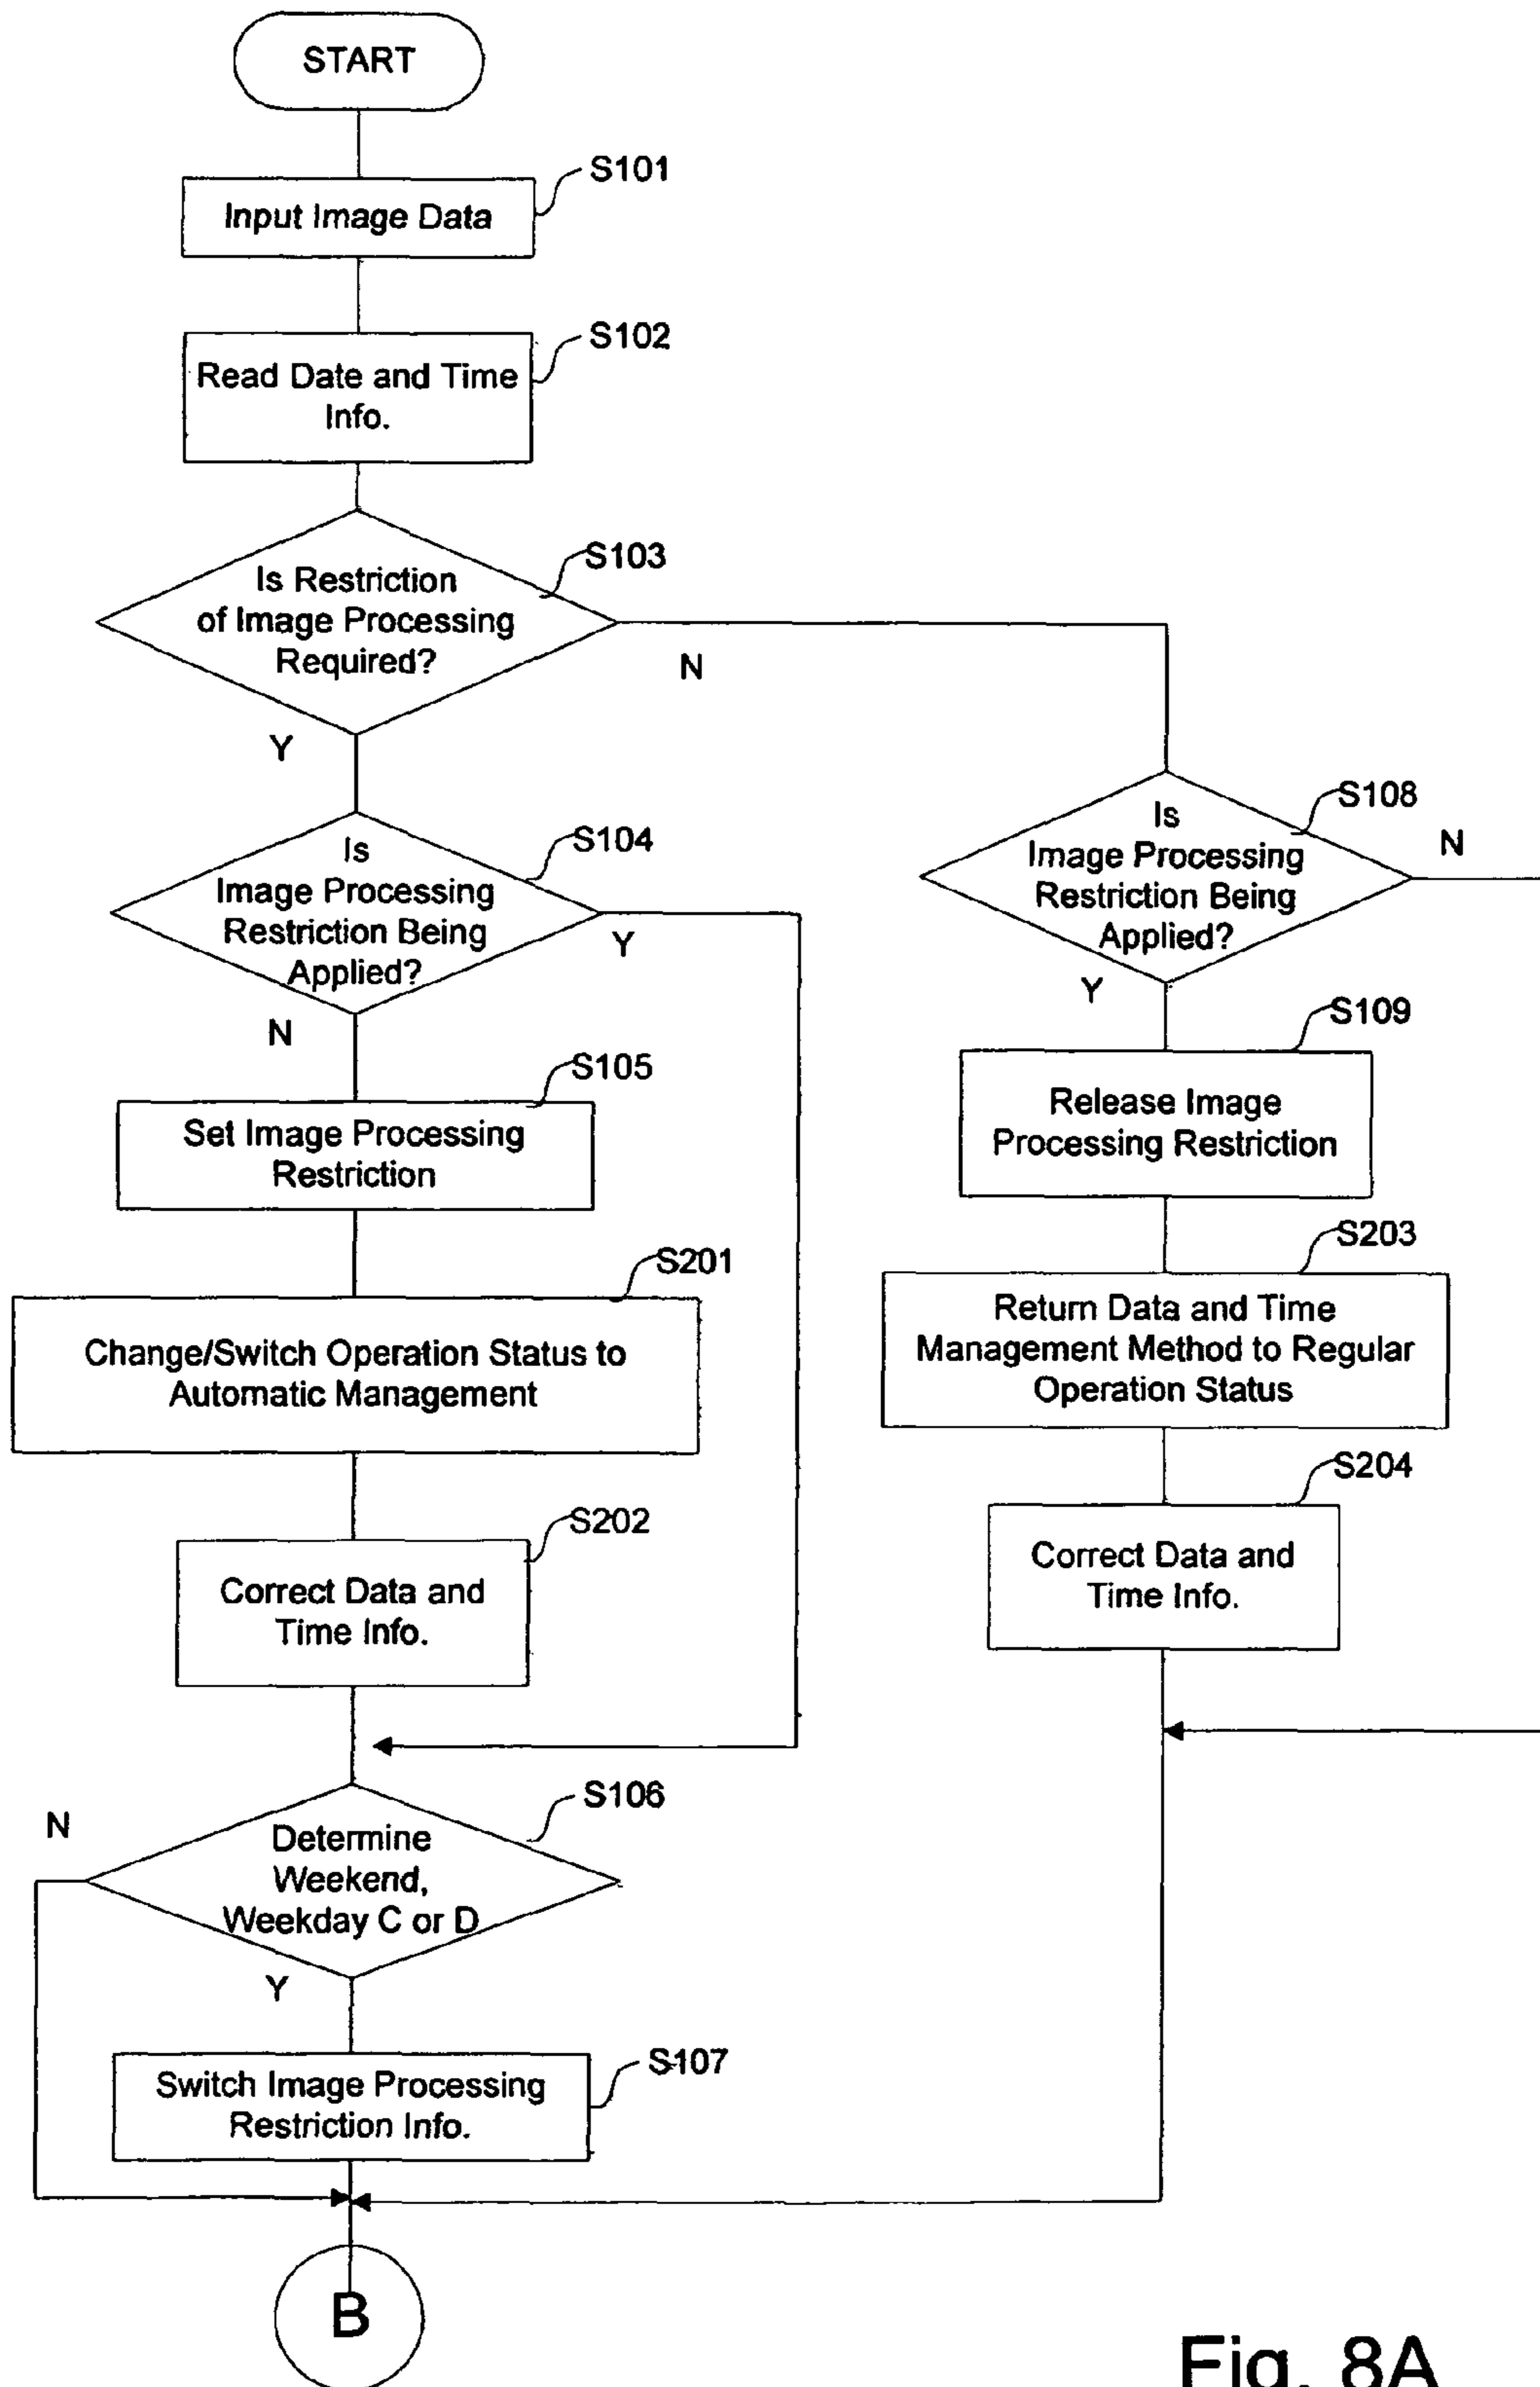 START
S101
Input Image Data
S102
Read Date and Time
Info.
S103
Is Restriction
of Image Processing
Required?
N
Y
S104
Is
Image Processing
Restriction Being
Applied?
Y
N
S108
Is
Image Processing
Restriction Being
Applied?
N
Y
S105
Set Image Processing
Restriction
S109
Release Image
Processing Restriction
S201
Change/Switch Operation Status to
Automatic Management
S203
Return Data and Time
Management Method to Regular
Operation Status
S202
Correct Data and
Time Info.
S204
Correct Data and
Time Info.
S106
N
Determine
Weekend,
Weekday C or D
Y
S107
Switch Image Processing
Restriction Info.
B
Fig. 8A